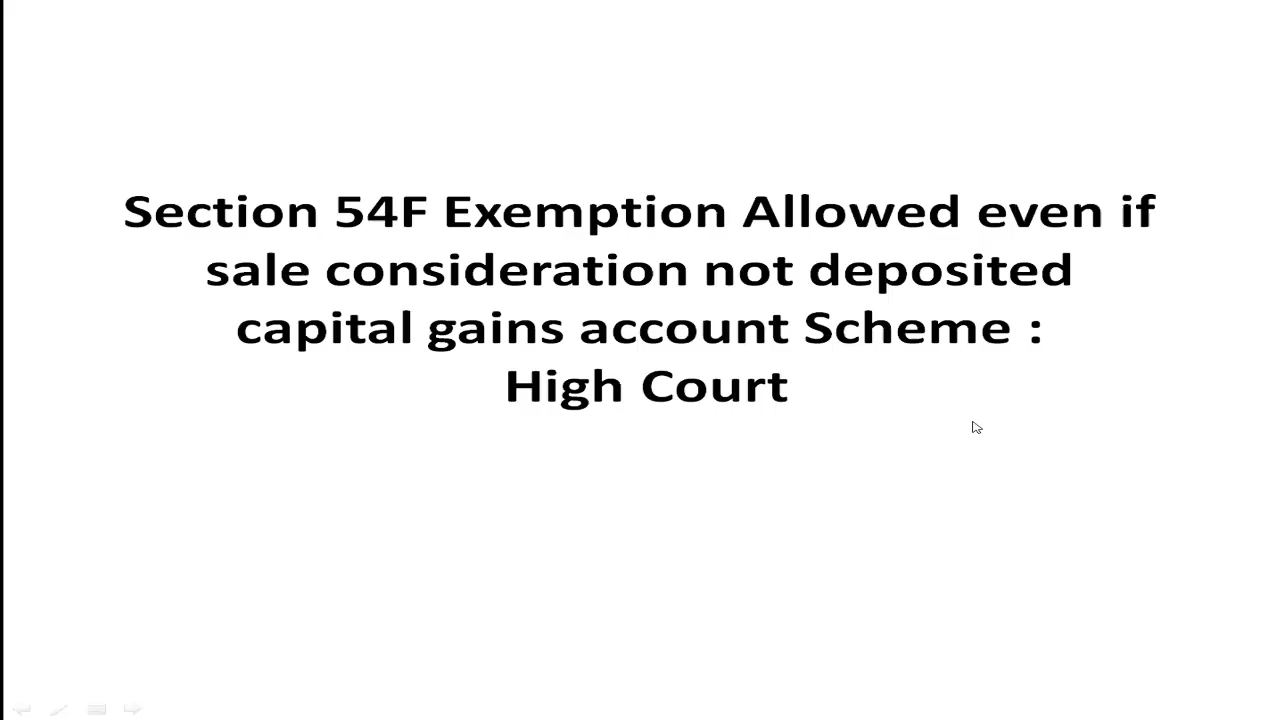 Section 54F Exemption Allowed even if
sale consideration not deposited
capital gains account Scheme :
High Court